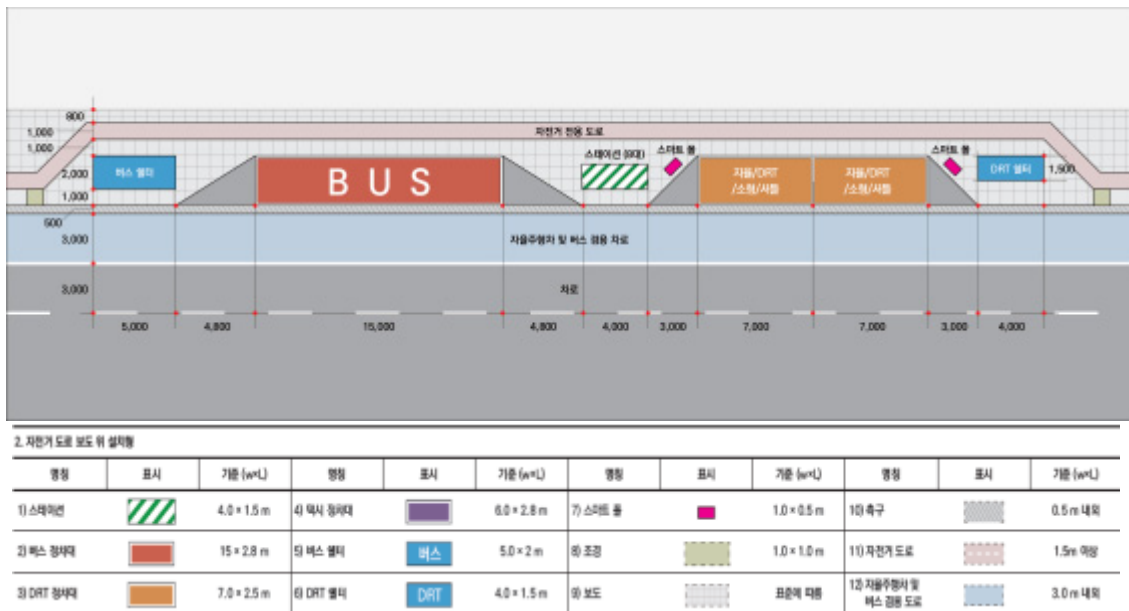 800
1,000
자전거 전용 도로
1,000
스테이션 (8대)
스마트 폴
스마트 폴
2,000
버스 쉘터
BUS
자율/DRT
/소형/셔틀
자율/DRT
/소형/셔틀
DRT 쉘터
1,500
1,000
500
3,000
자율주행차 및 버스 겸용 차로
3,000
차로
5,000
4,800
15,000
4,800
4,000
3,000
7,000
7,000
3,000
4,000
2. 자전거 도로 보도 위 설치형
명칭 표시 기준 (w×L) 명칭 표시 기준 (w×L) 명칭 표시 기준 (w×L) 명칭 표시 기준 (w×L)
1) 스테이션 4.0 × 1.5 m 4) 택시 정차대 6.0 × 2.8 m 7) 스마트 폴 1.0 × 0.5 m 10) 측구 0.5 m 내외
2) 버스 정차대 15 × 2.8 m 5) 버스 쉘터 버스 5.0 × 2 m 8) 조경 1.0 × 1.0 m 11) 자전거 도로 1.5m 이상
3) DRT 정차대 7.0 × 2.5 m 6) DRT 쉘터 DRT 4.0 × 1.5 m 9) 보도 표준에 따름 12) 자율주행차 및
버스 겸용 도로 3.0 m 내외